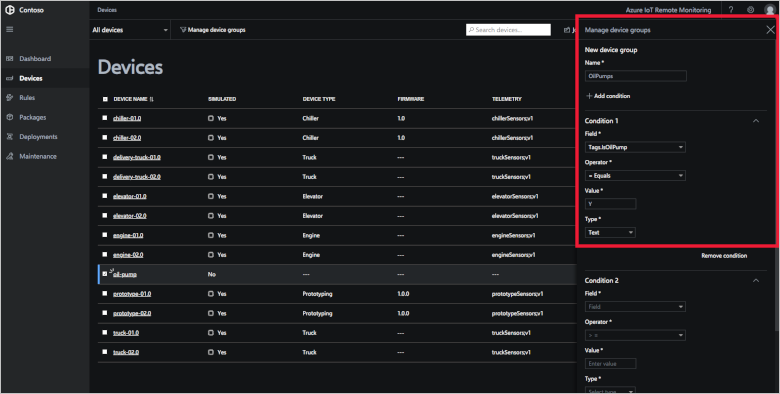 Contoso
Devices
Azure IoT Remote Monitoring
?
All devices
Manage device groups
Search devices...
Manage device groups
Dashboard
Devices
Rules
Packages
Deployments
Maintenance
Devices
DEVICE NAME SIMULATED DEVICE TYPE FIRMWARE TELEMETRY
chiller-01.0 Yes Chiller 1.0 chillerSensors;v1
chiller-02.0 Yes Chiller 1.0 chillerSensors;v1
delivery-truck-01.0 Yes Truck --- truckSensors;v1
delivery-truck-02.0 Yes Truck --- truckSensors;v1
elevator-01.0 Yes Elevator --- elevatorSensors;v1
elevator-02.0 Yes Elevator --- elevatorSensors;v1
engine-01.0 Yes Engine --- engineSensors;v1
engine-02.0 Yes Engine --- engineSensors;v1
oil-pump No --- --- ---
prototype-01.0 Yes Prototyping 1.0.0 prototypeSensors;v1
prototype-02.0 Yes Prototyping 1.0.0 prototypeSensors;v1
truck-01.0 Yes Truck --- truckSensors;v1
truck-02.0 Yes Truck --- truckSensors;v1
New device group
Name *
OilPumps
+ Add condition
Condition 1
Field *
Tags.IsOilPump
Operator *
= Equals
Value *
Y
Type *
Text
Remove condition
Condition 2
Field *
Field
Operator *
> =
Value *
Enter value
Type *
Select type